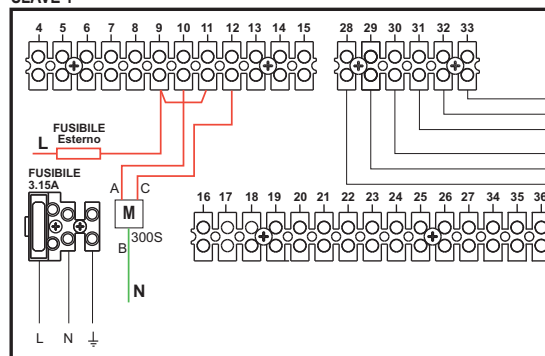 4 5 6 7 8 9 10 11 12 13 14 15
28 29 30 31 32 33
L
FUSIBILE
Esterno
FUSIBILE
3.15A
A
C
M
300S
B
N
16 17 18 19 20 21 22 23 24 25 26 27 34 35 36
L N